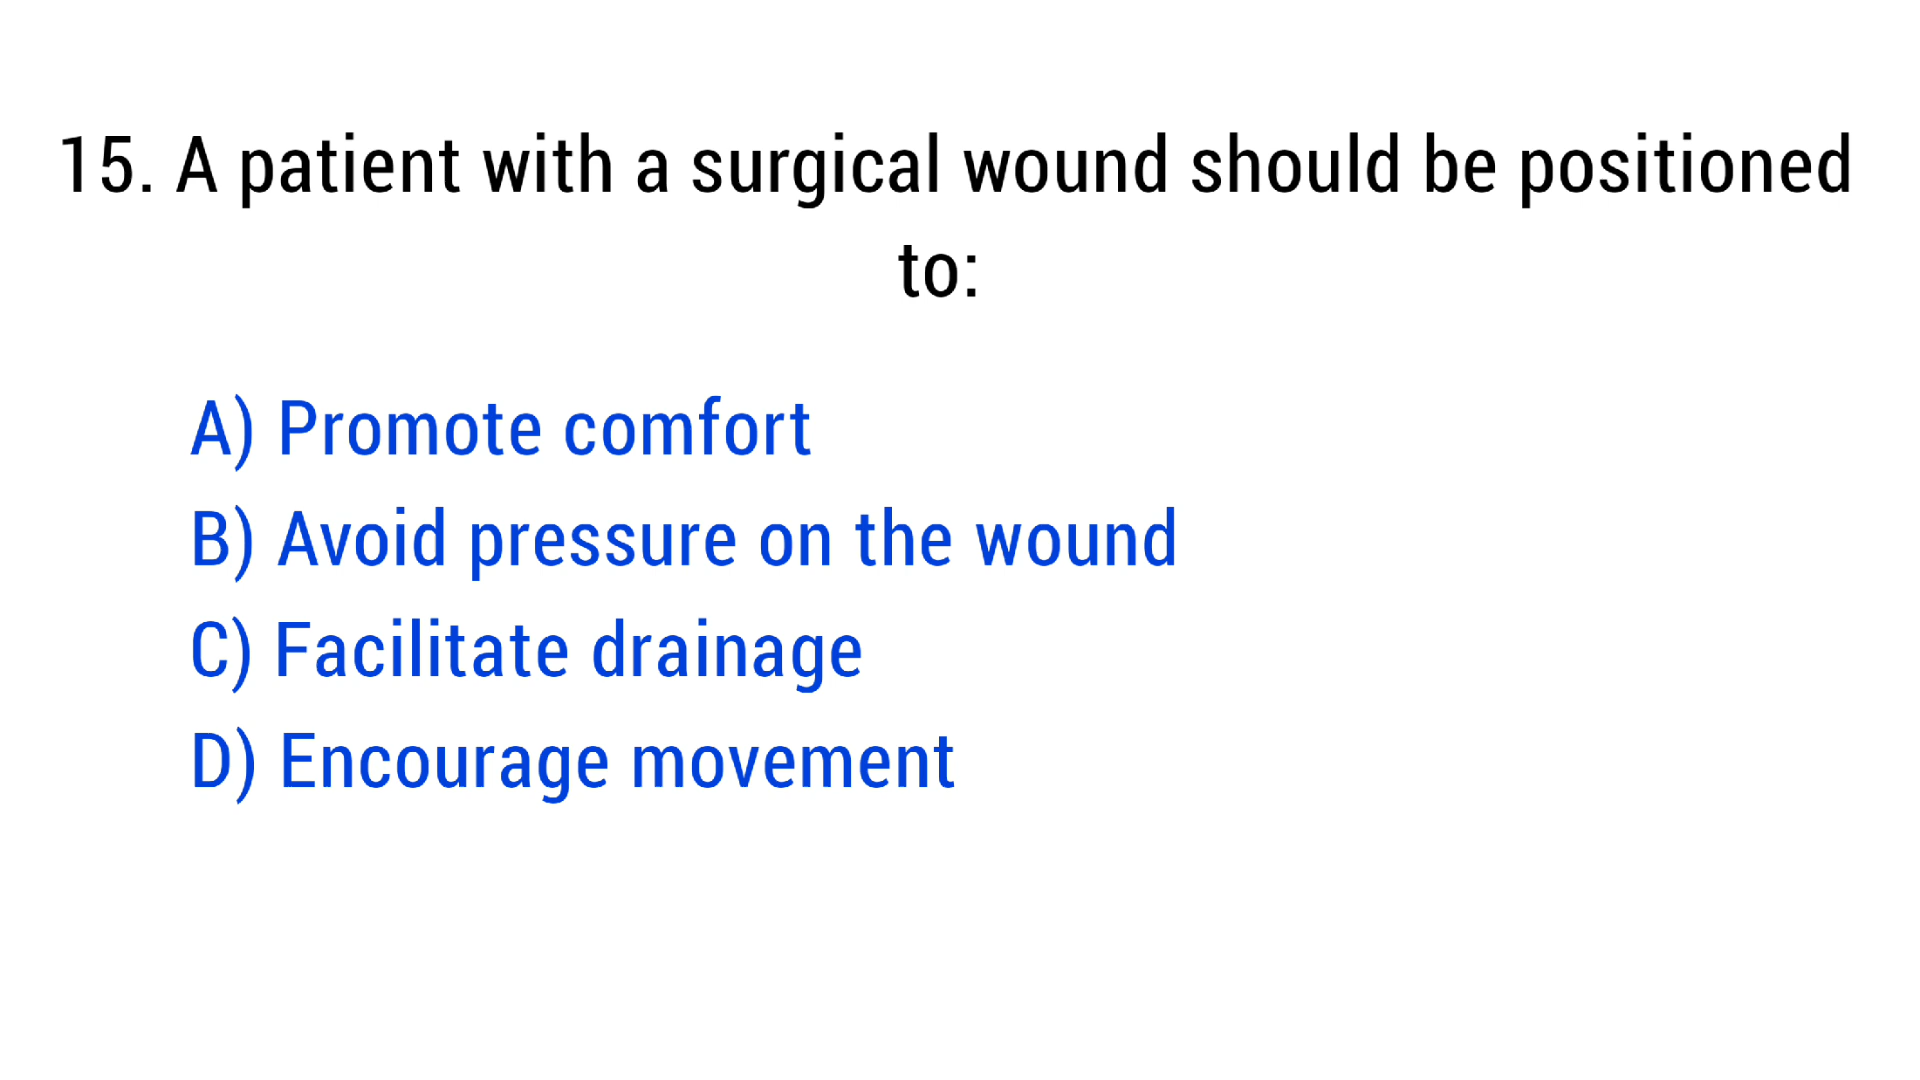 15. A patient with a surgical wound should be positioned
to:
A) Promote comfort
B) Avoid pressure on the wound
C) Facilitate drainage
D) Encourage movement